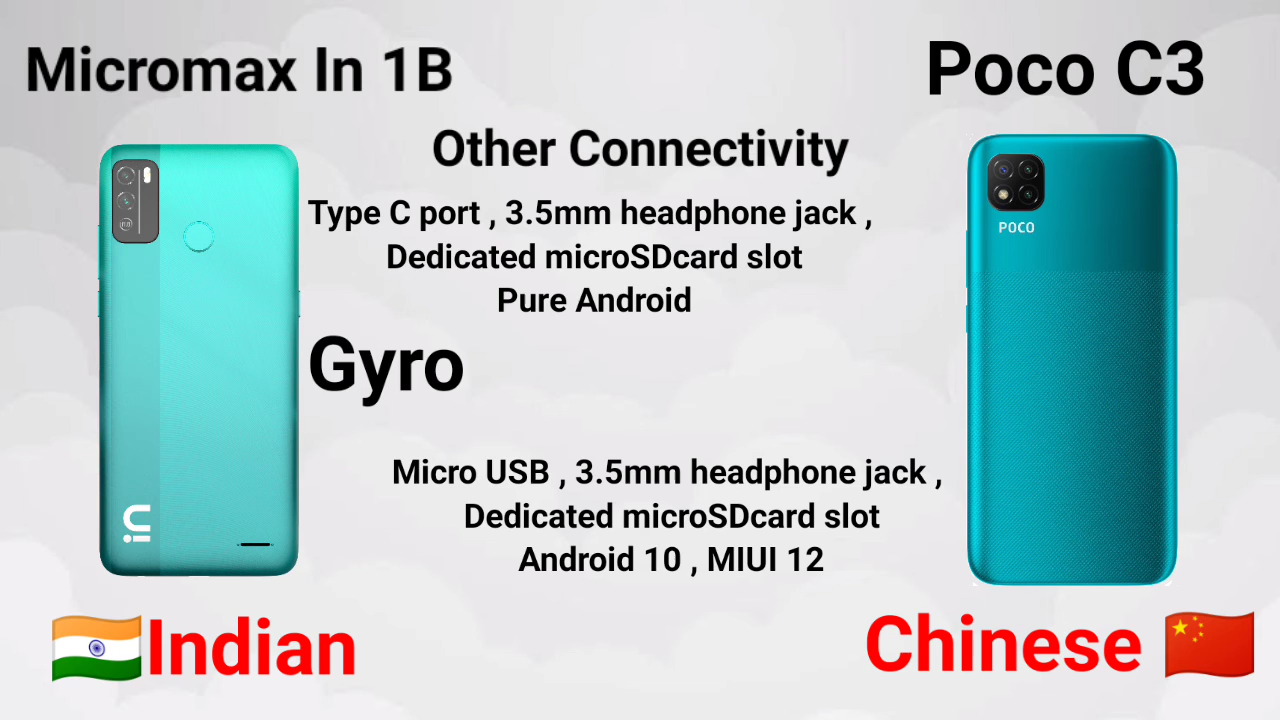 Micromax In 1B
Poco C3
Other Connectivity
Type C port , 3.5mm headphone jack ,
Dedicated microSDcard slot
Pure Android
POCO
Gyro
Micro USB , 3.5mm headphone jack ,
Dedicated microSDcard slot
Android 10 , MIUI 12
in
Indian
Chinese